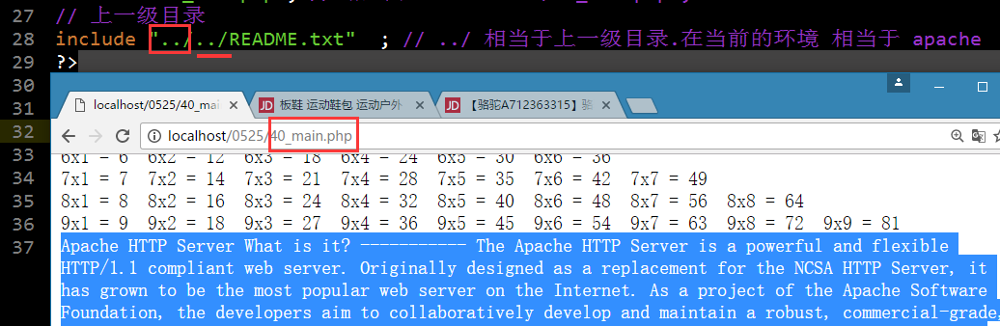 27
// 上一级目录
28
include "../../README.txt" ; // ../ 相当于上一级目录.在当前的环境 相当于 apache
29
?>
30
31
32
33
34
35
36
37
localhost/0525/40_mai
板鞋 运动鞋包 运动户外
【骆驼A712363315】骆
localhost/0525/40_main.php
6x1 = 6 6x2 = 12 6x3 = 18 6x4 = 24 6x5 = 30 6x6 = 36
7x1 = 7 7x2 = 14 7x3 = 21 7x4 = 28 7x5 = 35 7x6 = 42 7x7 = 49
8x1 = 8 8x2 = 16 8x3 = 24 8x4 = 32 8x5 = 40 8x6 = 48 8x7 = 56 8x8 = 64
9x1 = 9 9x2 = 18 9x3 = 27 9x4 = 36 9x5 = 45 9x6 = 54 9x7 = 63 9x8 = 72 9x9 = 81
Apache HTTP Server What is it? ----------- The Apache HTTP Server is a powerful and flexible
HTTP/1.1 compliant web server. Originally designed as a replacement for the NCSA HTTP Server, it
has grown to be the most popular web server on the Internet. As a project of the Apache Software
Foundation, the developers aim to collaboratively develop and maintain a robust, commercial-grade,